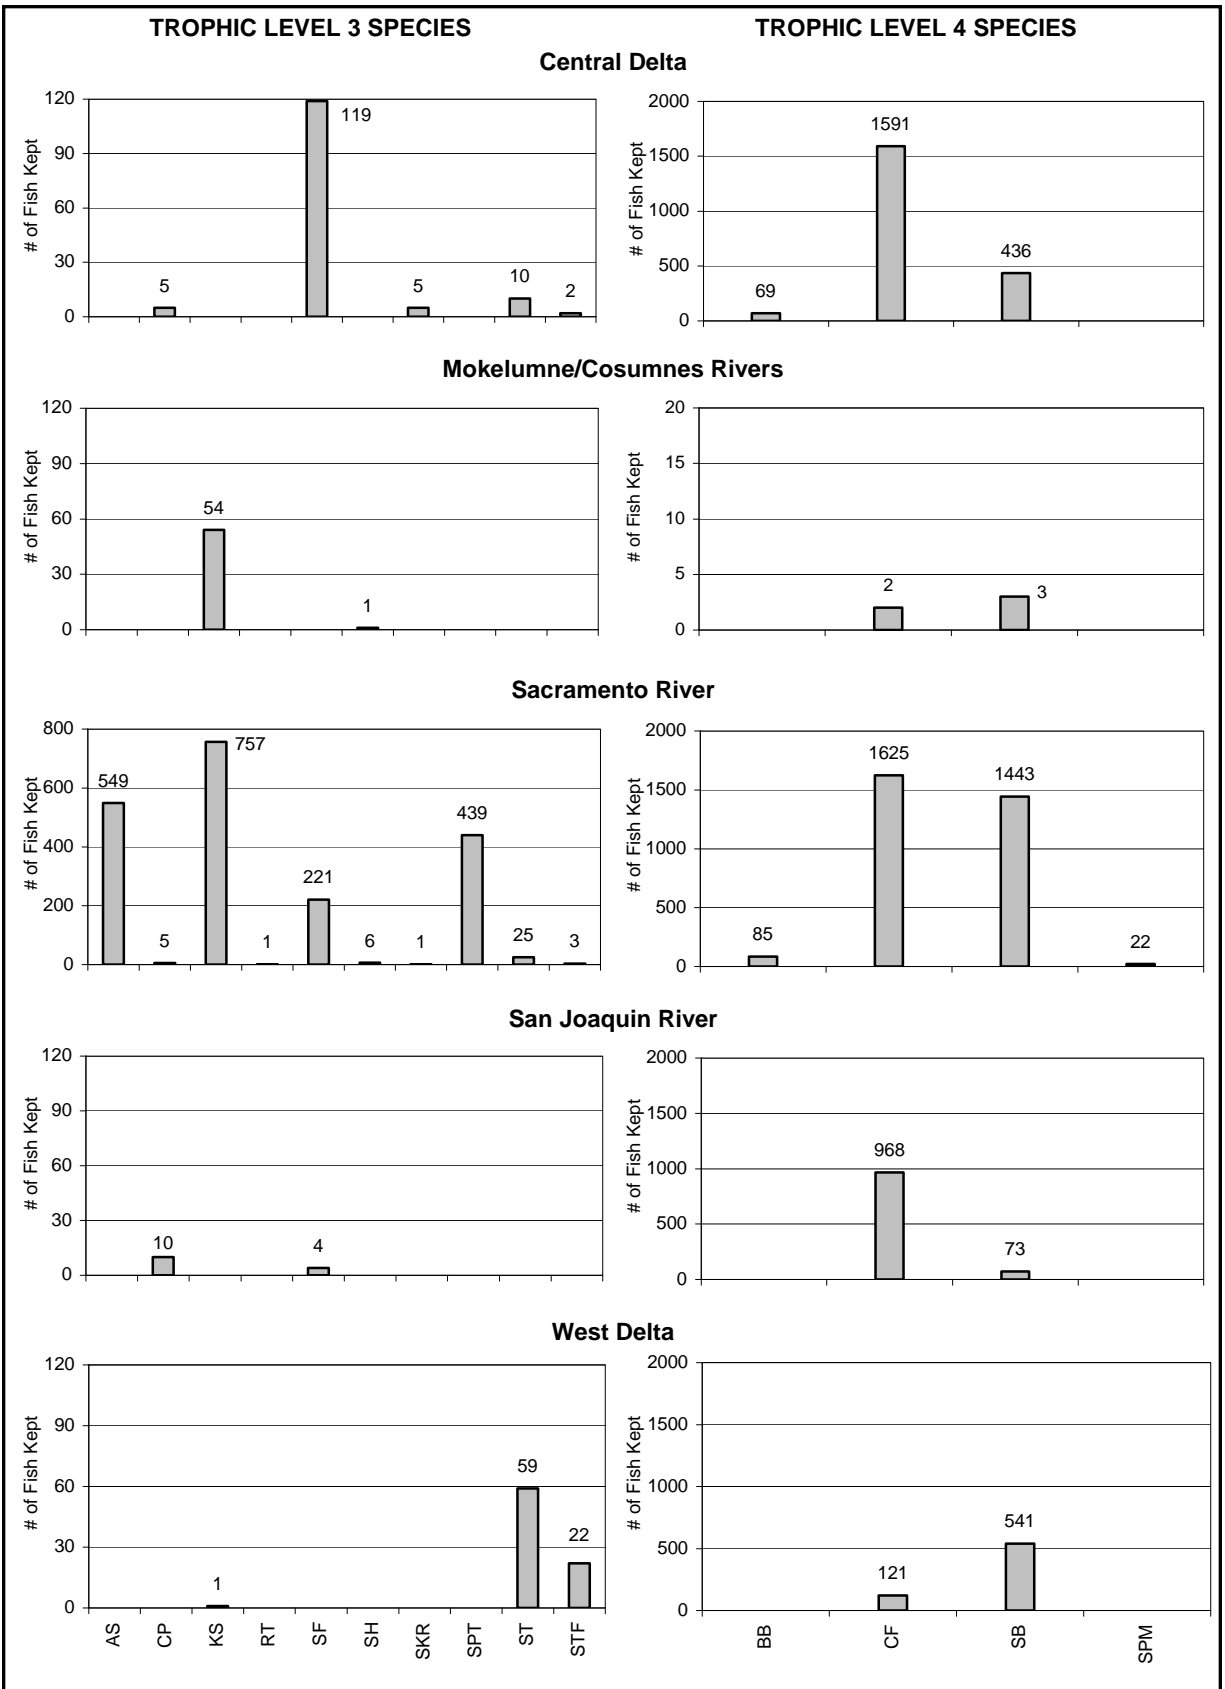 TROPHIC LEVEL 3 SPECIES
TROPHIC LEVEL 4 SPECIES
Central Delta
# of Fish Kept
120
90
60
30
0
5
119
5
10
2
# of Fish Kept
2000
1500
1000
500
0
69
1591
436
Mokelumne/Cosumnes Rivers
# of Fish Kept
120
90
60
30
0
54
1
# of Fish Kept
20
15
10
5
0
2
3
Sacramento River
# of Fish Kept
800
600
400
200
0
549
5
757
1
221
6
1
439
25
3
# of Fish Kept
2000
1500
1000
500
0
85
1625
1443
22
San Joaquin River
# of Fish Kept
120
90
60
30
0
10
4
# of Fish Kept
2000
1500
1000
500
0
968
73
West Delta
# of Fish Kept
120
90
60
30
0
1
59
22
AS
CP
KS
RT
SF
SH
SKR
SPT
ST
STF
# of Fish Kept
2000
1500
1000
500
0
121
541
BB
CF
SB
SPM